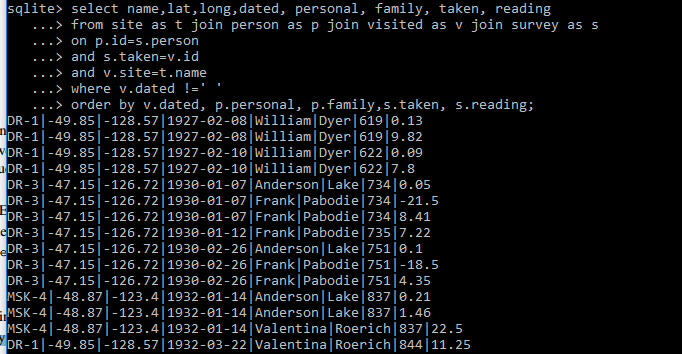 sqlite> select name,lat,long,dated, personal, family, taken, reading
...> from site as t join person as p join visited as v join survey as s
...> on p.id=s.person
...> and s.taken=v.id
...> and v.site=t.name
...> where v.dated !=' '
...> order by v.dated, p.personal, p.family,s.taken, s.reading;
DR-1|-49.85|-128.57|1927-02-08|William|Dyer|619|0.13
DR-1|-49.85|-128.57|1927-02-08|William|Dyer|619|9.82
DR-1|-49.85|-128.57|1927-02-10|William|Dyer|622|0.09
DR-1|-49.85|-128.57|1927-02-10|William|Dyer|622|7.8
DR-3|-47.15|-126.72|1930-01-07|Anderson|Lake|734|0.05
DR-3|-47.15|-126.72|1930-01-07|Frank|Pabodie|734|-21.5
DR-3|-47.15|-126.72|1930-01-07|Frank|Pabodie|734|8.41
DR-3|-47.15|-126.72|1930-01-12|Frank|Pabodie|735|7.22
DR-3|-47.15|-126.72|1930-02-26|Anderson|Lake|751|0.1
DR-3|-47.15|-126.72|1930-02-26|Frank|Pabodie|751|-18.5
DR-3|-47.15|-126.72|1930-02-26|Frank|Pabodie|751|4.35
MSK-4|-48.87|-123.4|1932-01-14|Anderson|Lake|837|0.21
MSK-4|-48.87|-123.4|1932-01-14|Anderson|Lake|837|1.46
MSK-4|-48.87|-123.4|1932-01-14|Valentina|Roerich|837|22.5
DR-1|-49.85|-128.57|1932-03-22|Valentina|Roerich|844|11.25